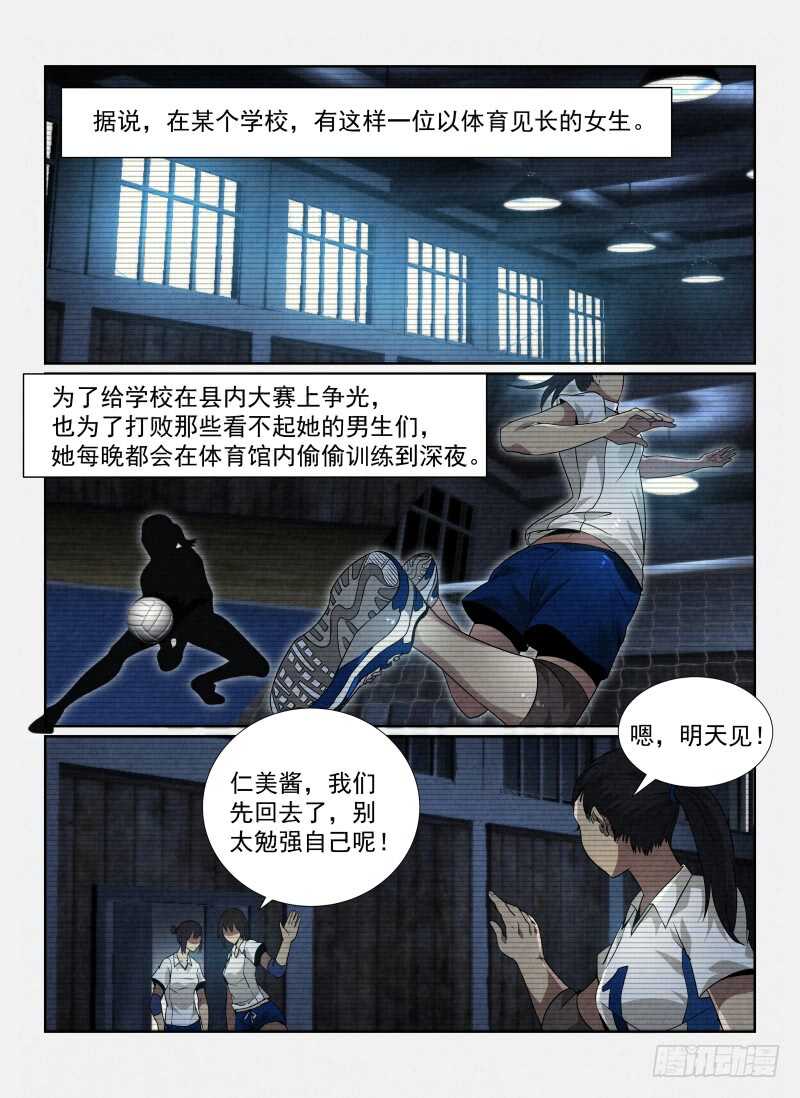 据说，在某个学校，有这样一位以体育见长的女生。
为了给学校在县内大赛上争光，
也为了打败那些看不起她的男生们，
她每晚都会在体育馆内偷偷训练到深夜。
嗯，明天见！
仁美酱，我们
先回去了，别
太勉强自己呢！
1
腾讯动漫